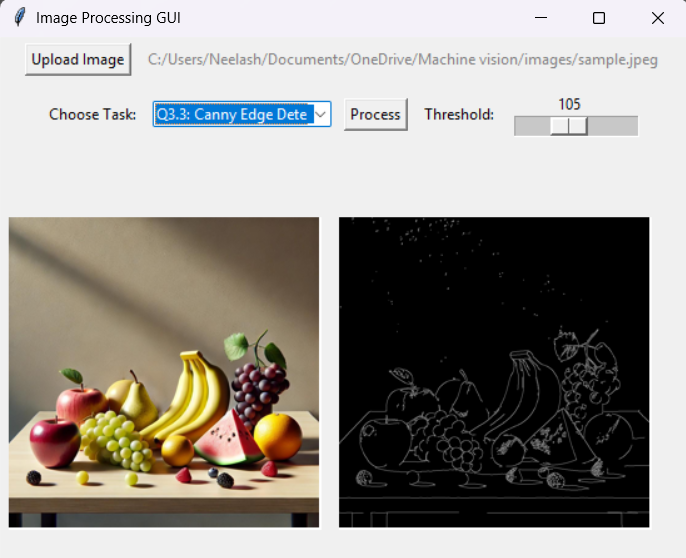 Image Processing GUI
Upload Image C:/Users/Neelash/Documents/OneDrive/Machine vision/images/sample.jpeg
105
Choose Task: Q3.3: Canny Edge Dete Process Threshold: